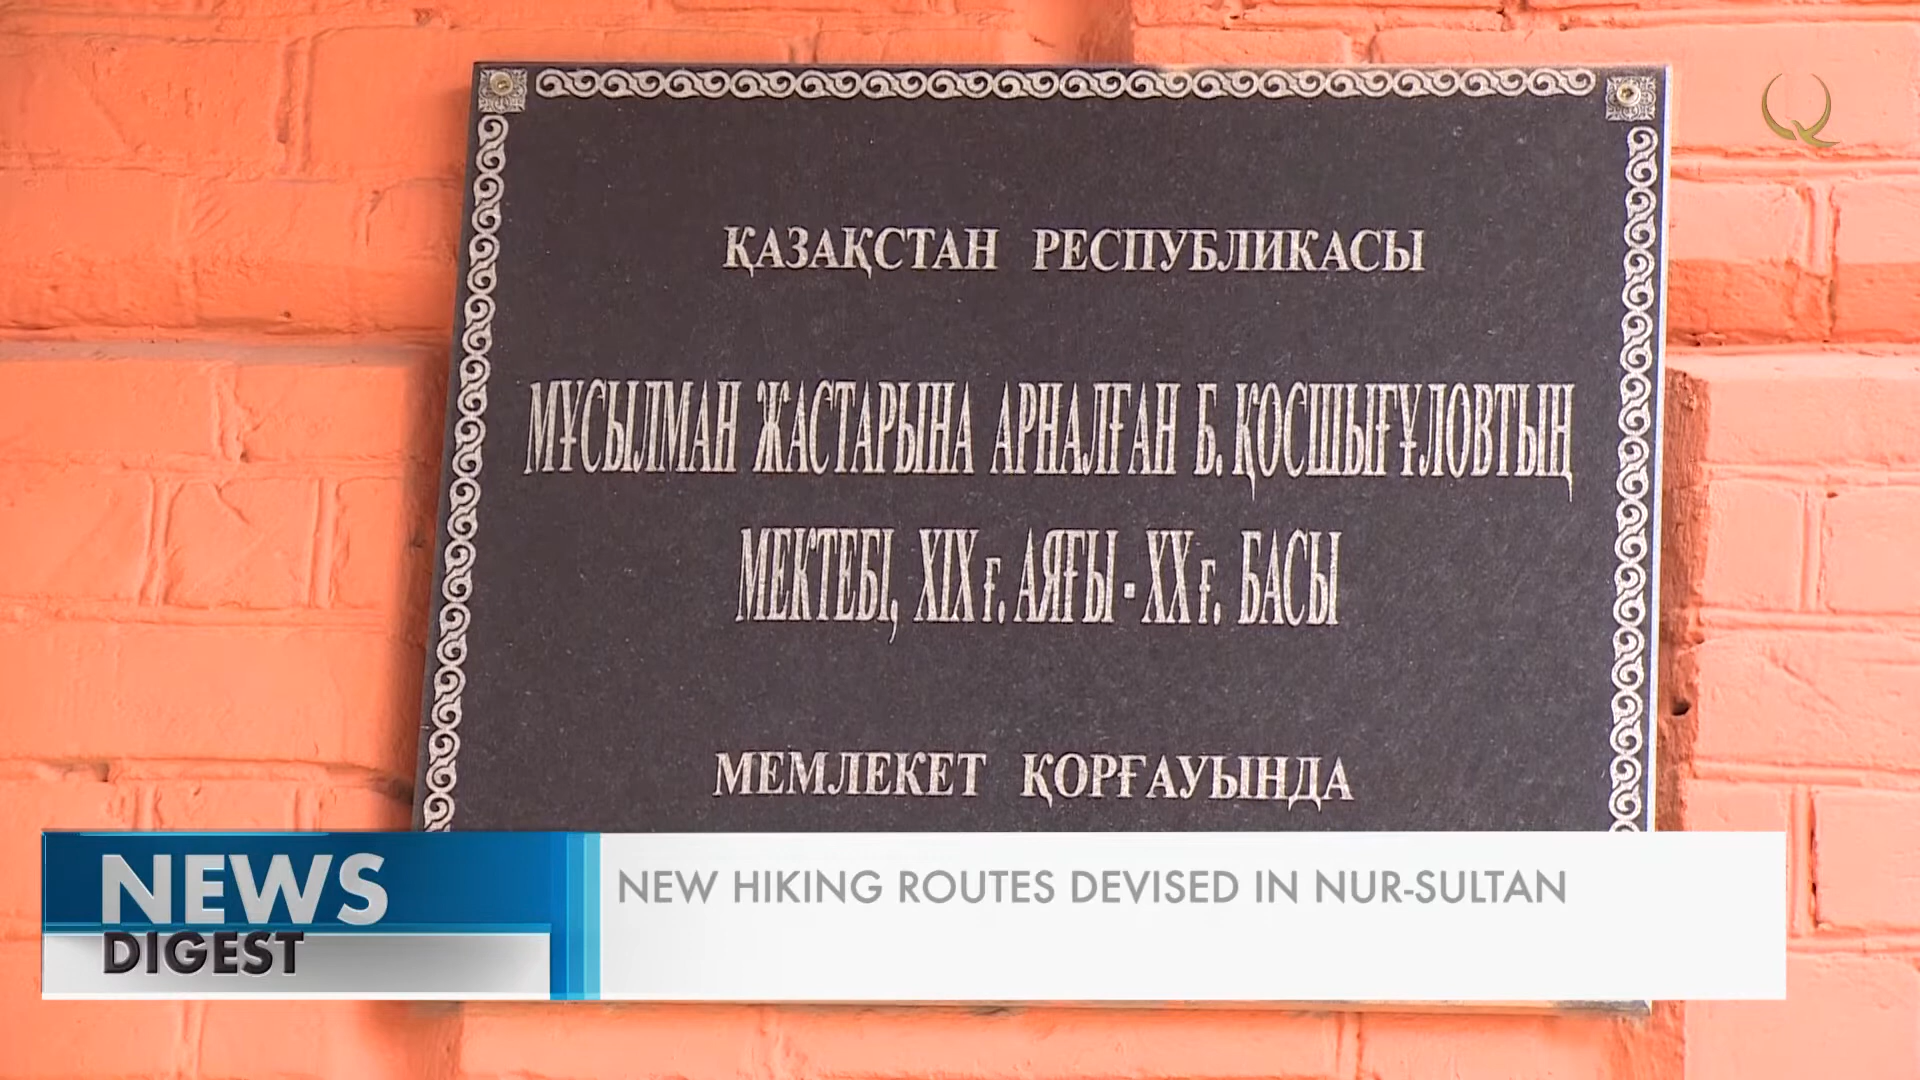 ҚАЗАҚСТАН РЕСПУБЛИКАСЫ
МҰСЫЛМАН ЖАСТАРЫНА АРНАЛҒАН Б. ҚОСШЫҒҰЛОВТЫҢ
МЕКТЕБІ, XIX ғ. АЯҒЫ - XX ғ. БАСЫ
МЕМЛЕКЕТ ҚОРҒАУЫНДА
NEWS
DIGEST
NEW HIKING ROUTES DEVISED IN NUR-SULTAN